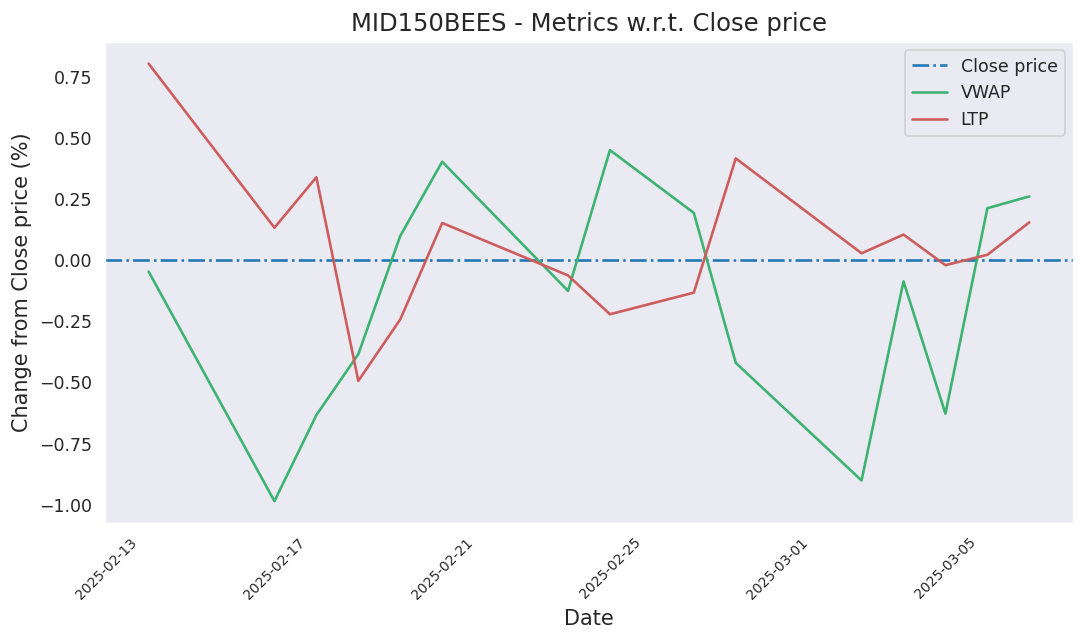 MID150BEES - Metrics w.r.t. Close price
Close price
VWAP
LTP
Change from Close price (%)
0.75
0.50
0.25
0.00
−0.25
−0.50
−0.75
−1.00
2025-02-13
2025-02-17
2025-02-21
2025-02-25
2025-03-01
2025-03-05
Date